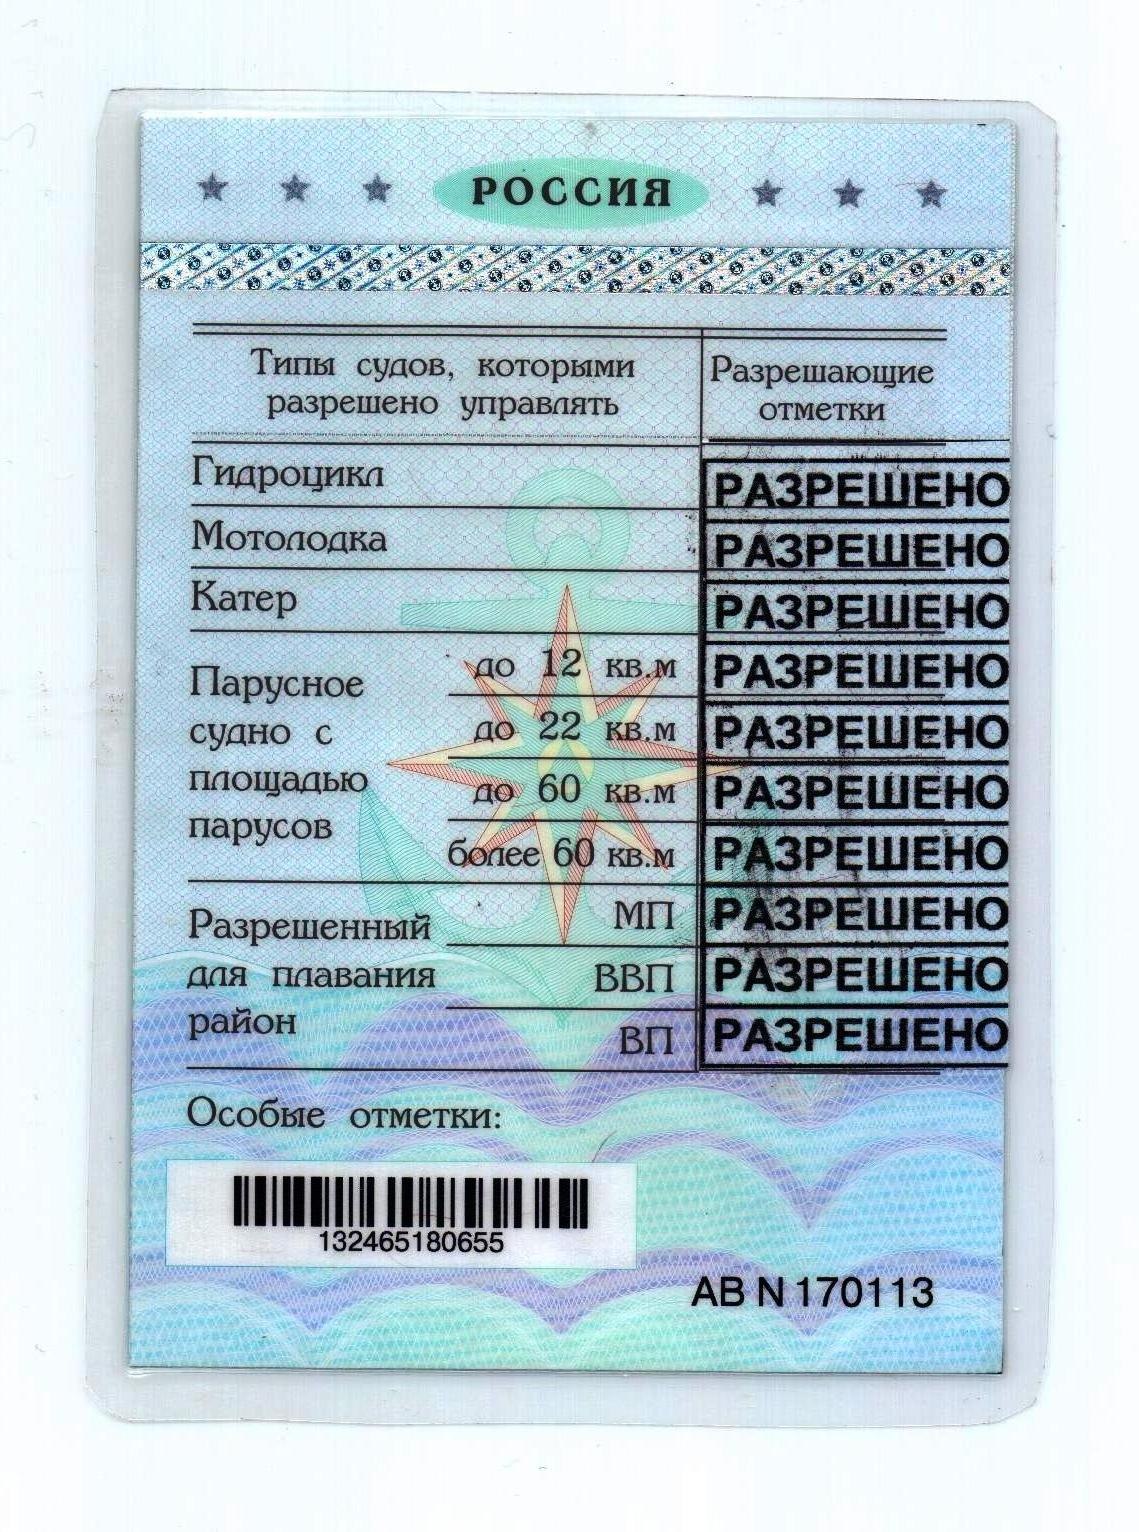 РОССИЯ
Типы судов, которыми
разрешено управлять
Разрешающие
отметки
Гидроцикл
РАЗРЕШЕНО
Мотолодка
РАЗРЕШЕНО
Катер
РАЗРЕШЕНО
Парусное
судно с
площадью
парусов
до 12 кв.м
РАЗРЕШЕНО
до 22 кв.м
РАЗРЕШЕНО
до 60 кв.м
РАЗРЕШЕНО
более 60 кв.м
РАЗРЕШЕНО
Разрешенный
для плавания
район
МП
РАЗРЕШЕНО
ВВП
РАЗРЕШЕНО
ВП
РАЗРЕШЕНО
Особые отметки:
132465180655
АВ N 170113